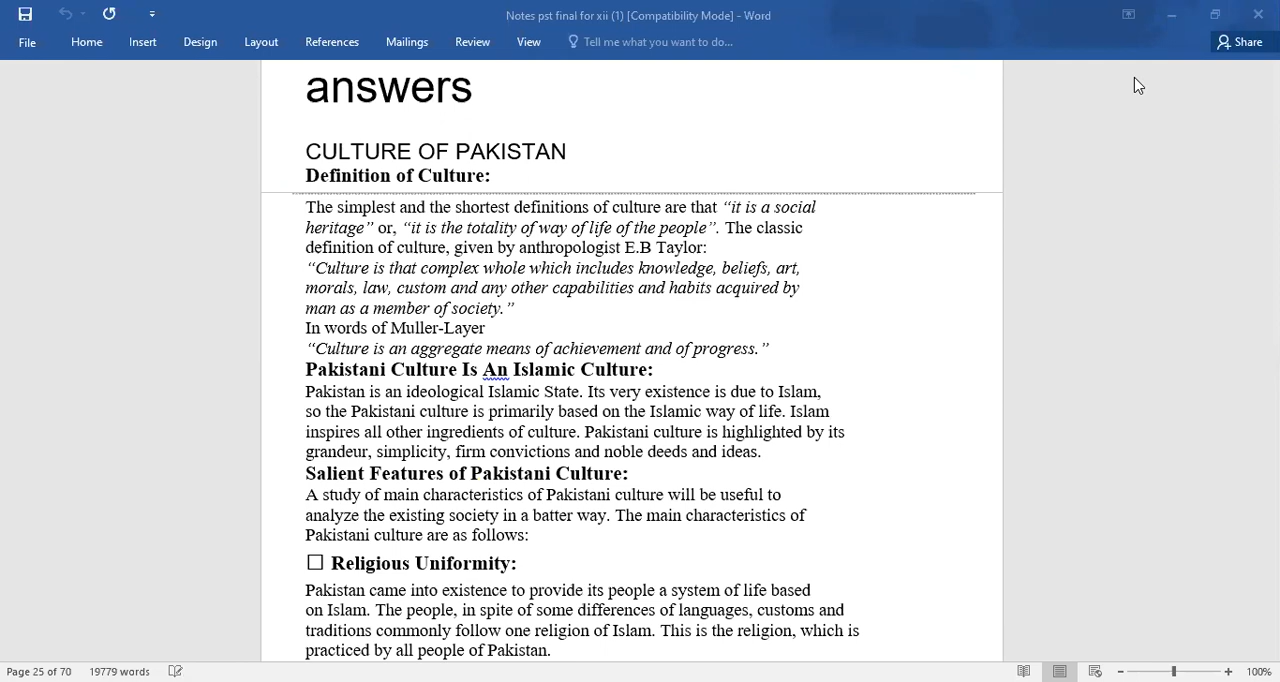 Notes pst final for xii (1) [Compatibility Mode] - Word
File Home Insert Design Layout References Mailings Review View Tell me what you want to do... Share
answers
CULTURE OF PAKISTAN
Definition of Culture:
The simplest and the shortest definitions of culture are that “it is a social
heritage” or, “it is the totality of way of life of the people”. The classic
definition of culture, given by anthropologist E.B Taylor:
“Culture is that complex whole which includes knowledge, beliefs, art,
morals, law, custom and any other capabilities and habits acquired by
man as a member of society.”
In words of Muller-Layer
“Culture is an aggregate means of achievement and of progress.”
Pakistani Culture Is An Islamic Culture:
Pakistan is an ideological Islamic State. Its very existence is due to Islam,
so the Pakistani culture is primarily based on the Islamic way of life. Islam
inspires all other ingredients of culture. Pakistani culture is highlighted by its
grandeur, simplicity, firm convictions and noble deeds and ideas.
Salient Features of Pakistani Culture:
A study of main characteristics of Pakistani culture will be useful to
analyze the existing society in a batter way. The main characteristics of
Pakistani culture are as follows:
☐ Religious Uniformity:
Pakistan came into existence to provide its people a system of life based
on Islam. The people, in spite of some differences of languages, customs and
traditions commonly follow one religion of Islam. This is the religion, which is
practiced by all people of Pakistan.
Page 25 of 70 19779 words 100%